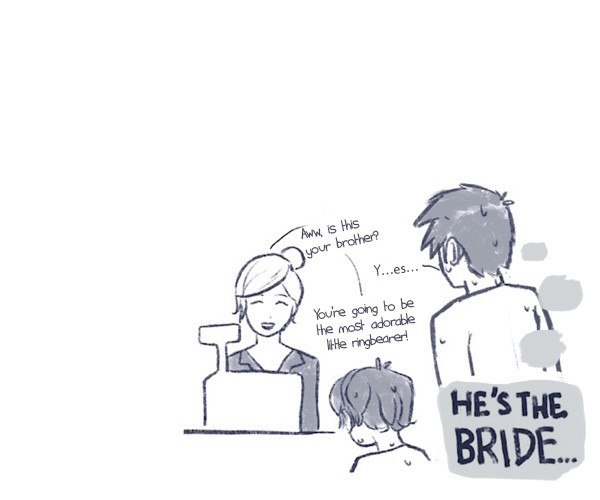 Aww, is this
your brother?
Y...es...
You're going to be
the most adorable
little ringbearer!
HE'S THE
BRIDE...